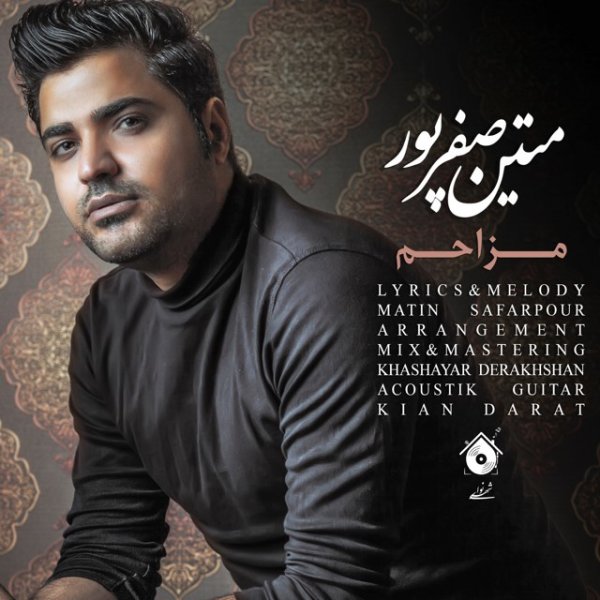 متین صفرپور
مزاحم
LYRICS&MELODY
MATIN SAFARPOUR
ARRANGEMENT
MIX&MASTERING
KHASHAYAR DERAKHSHAN
ACOUSTIK GUITAR
KIAN DARAT